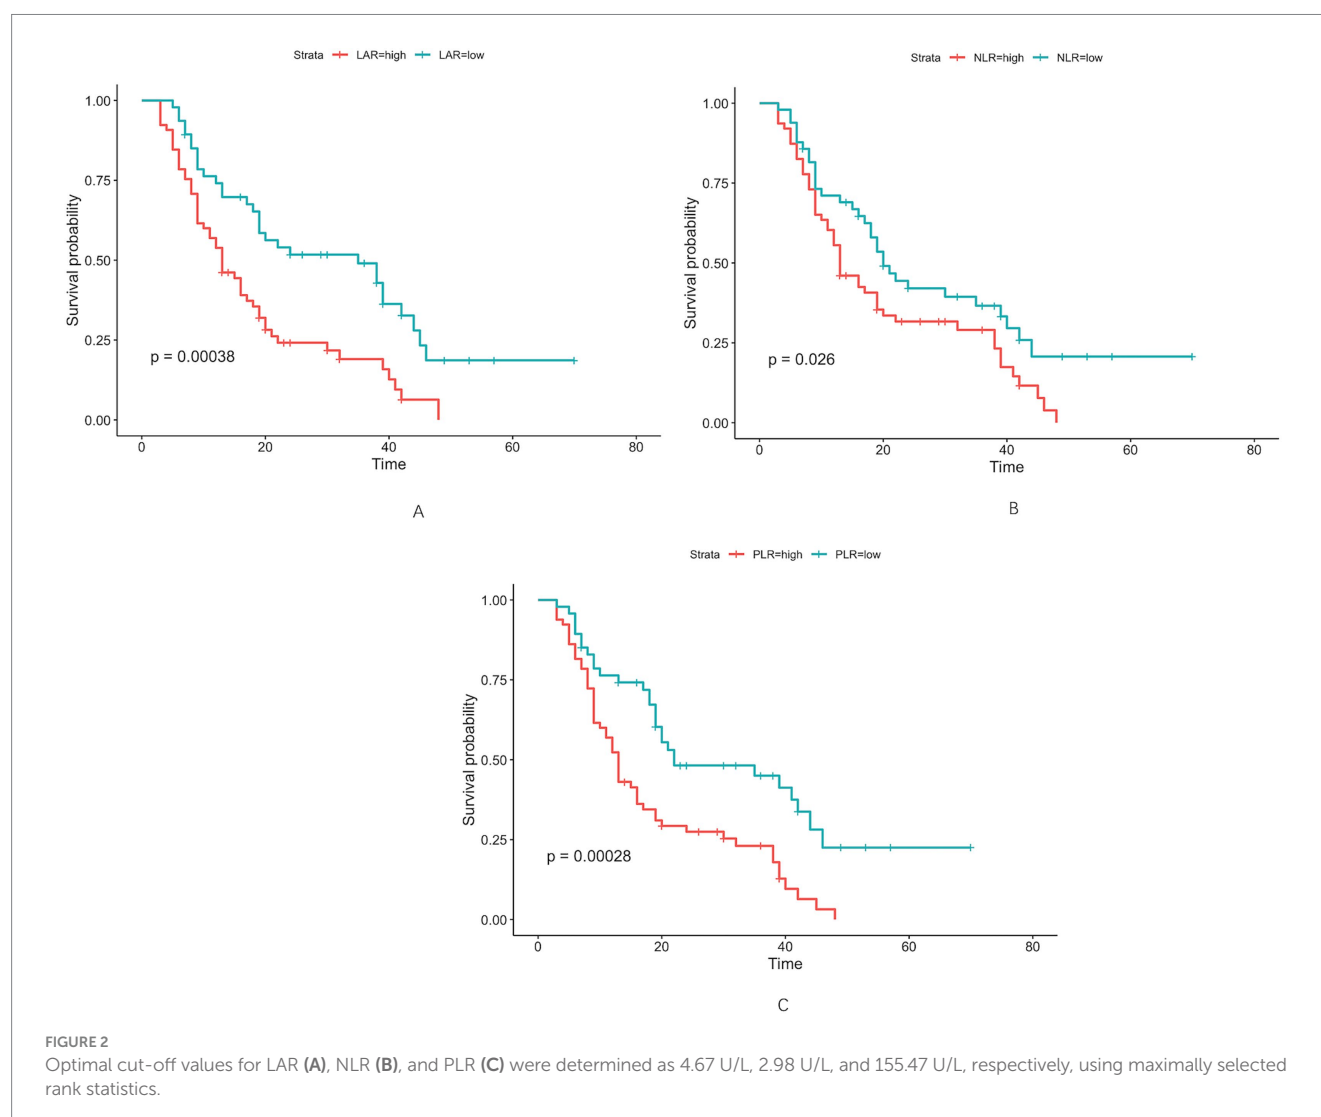 Strata LAR=high LAR=low
Survival probability
1.00
0.75
0.50
0.25
0.00
p = 0.00038
0 20 40 60 80
Time
A
Strata NLR=high NLR=low
Survival probability
1.00
0.75
0.50
0.25
0.00
p = 0.026
0 20 40 60 80
Time
B
Strata PLR=high PLR=low
Survival probability
1.00
0.75
0.50
0.25
0.00
p = 0.00028
0 20 40 60 80
Time
C
FIGURE 2
Optimal cut-off values for LAR (A), NLR (B), and PLR (C) were determined as 4.67 U/L, 2.98 U/L, and 155.47 U/L, respectively, using maximally selected
rank statistics.